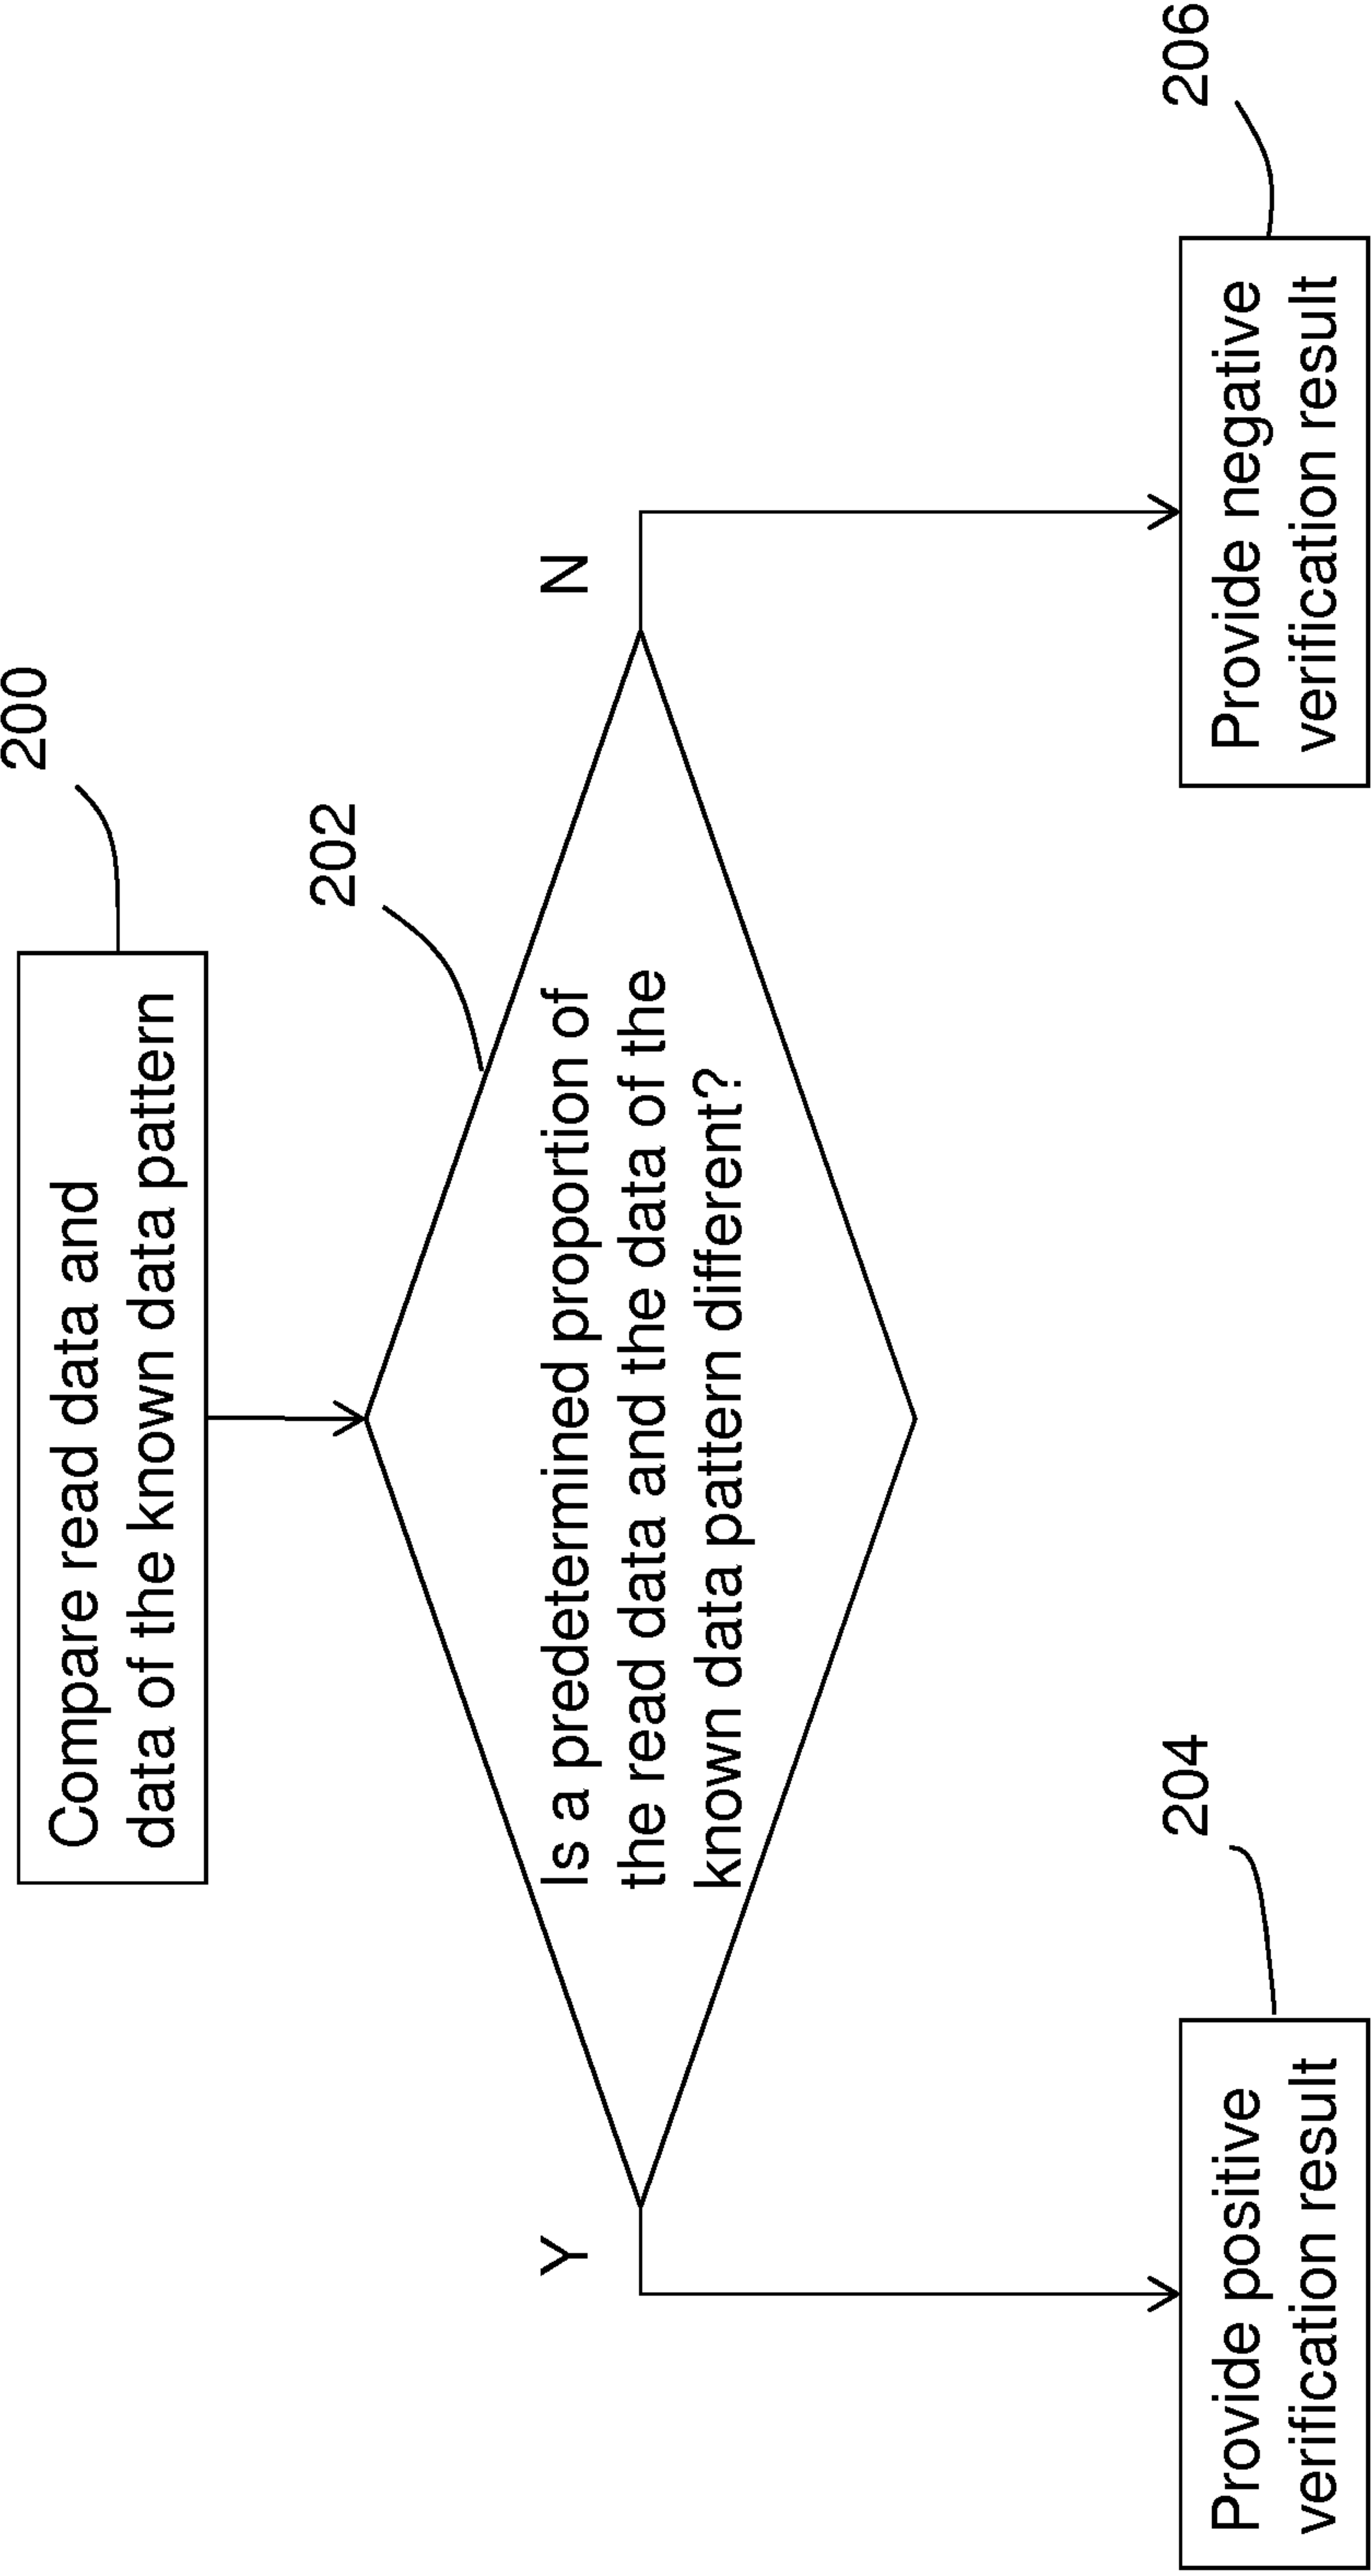 200
Compare read data and
data of the known data pattern
202
Is a predetermined proportion of
the read data and the data of the
known data pattern different?
Y
N
204
Provide positive
verification result
206
Provide negative
verification result